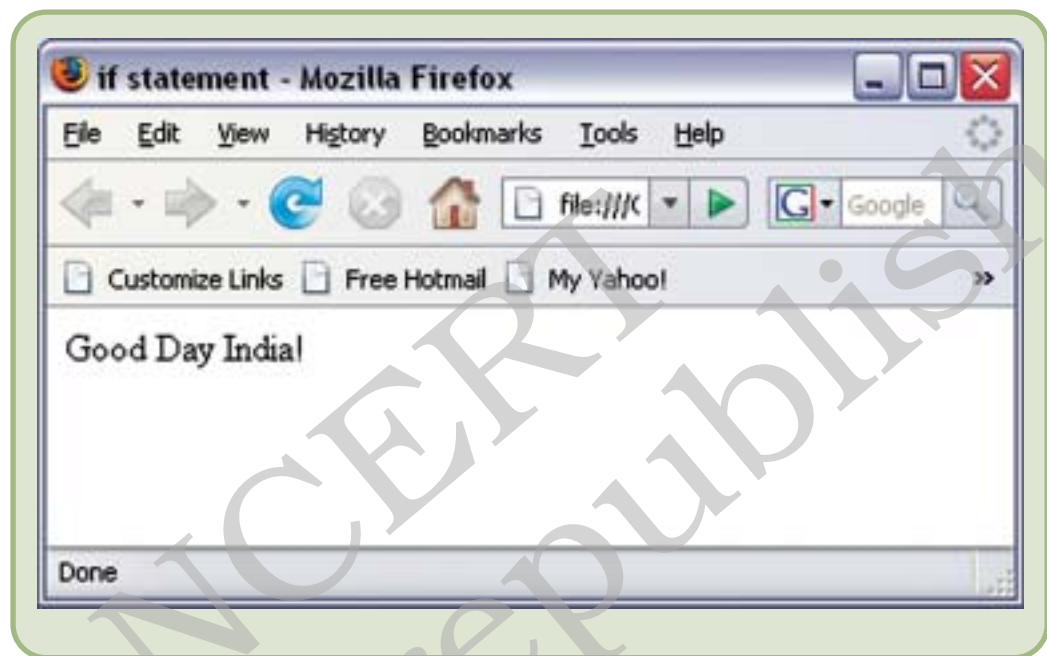 if statement - Mozilla Firefox
File Edit View History Bookmarks Tools Help
file:///C Google
Customize Links Free Hotmail My Yahoo! »
Good Day India!
Done
NCERT
republish